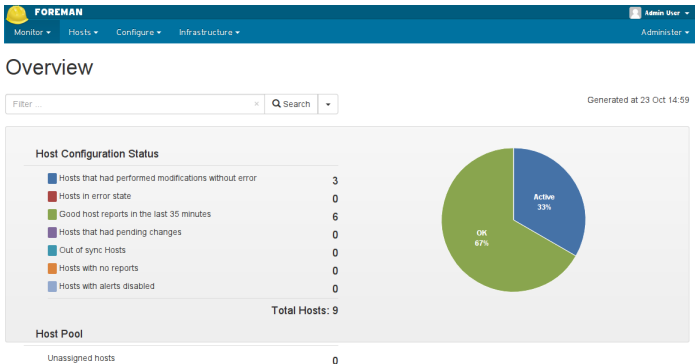 FOREMAN
Admin User
Monitor Hosts Configure Infrastructure Administer
Overview
Filter ... × Search
Generated at 23 Oct 14:59
Host Configuration Status
Hosts that had performed modifications without error 3
Hosts in error state 0
Good host reports in the last 35 minutes 6
Hosts that had pending changes 0
Out of sync Hosts 0
Hosts with no reports 0
Hosts with alerts disabled 0
Total Hosts: 9
Active
33%
OK
67%
Host Pool
Unassigned hosts 0